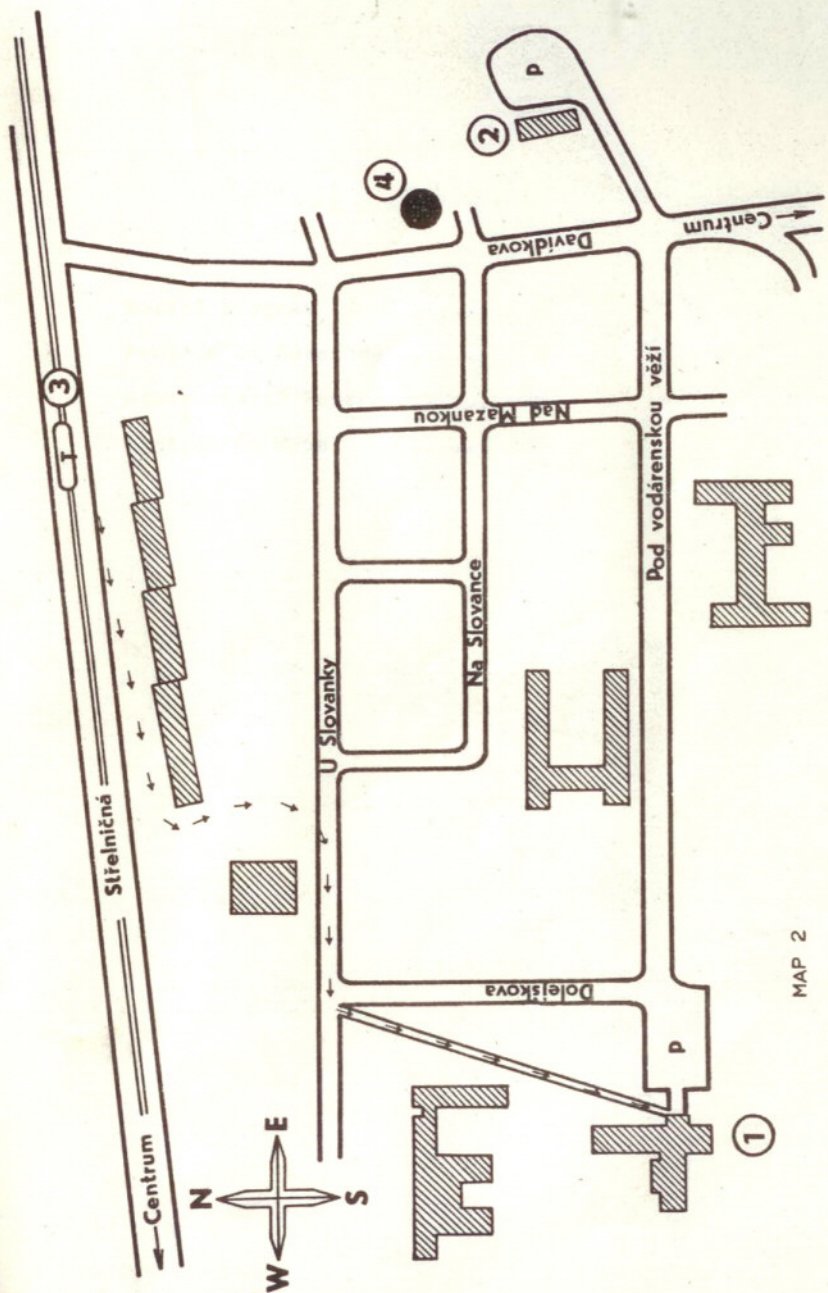 Střelničná
← Centrum
T
3
4
2
P
Davídkova
Centrum →
U Slovanky
Na Slovance
Nad Mazankou
Pod vodárenskou věží
Dolejškova
P
N
W E
S
1
MAP 2